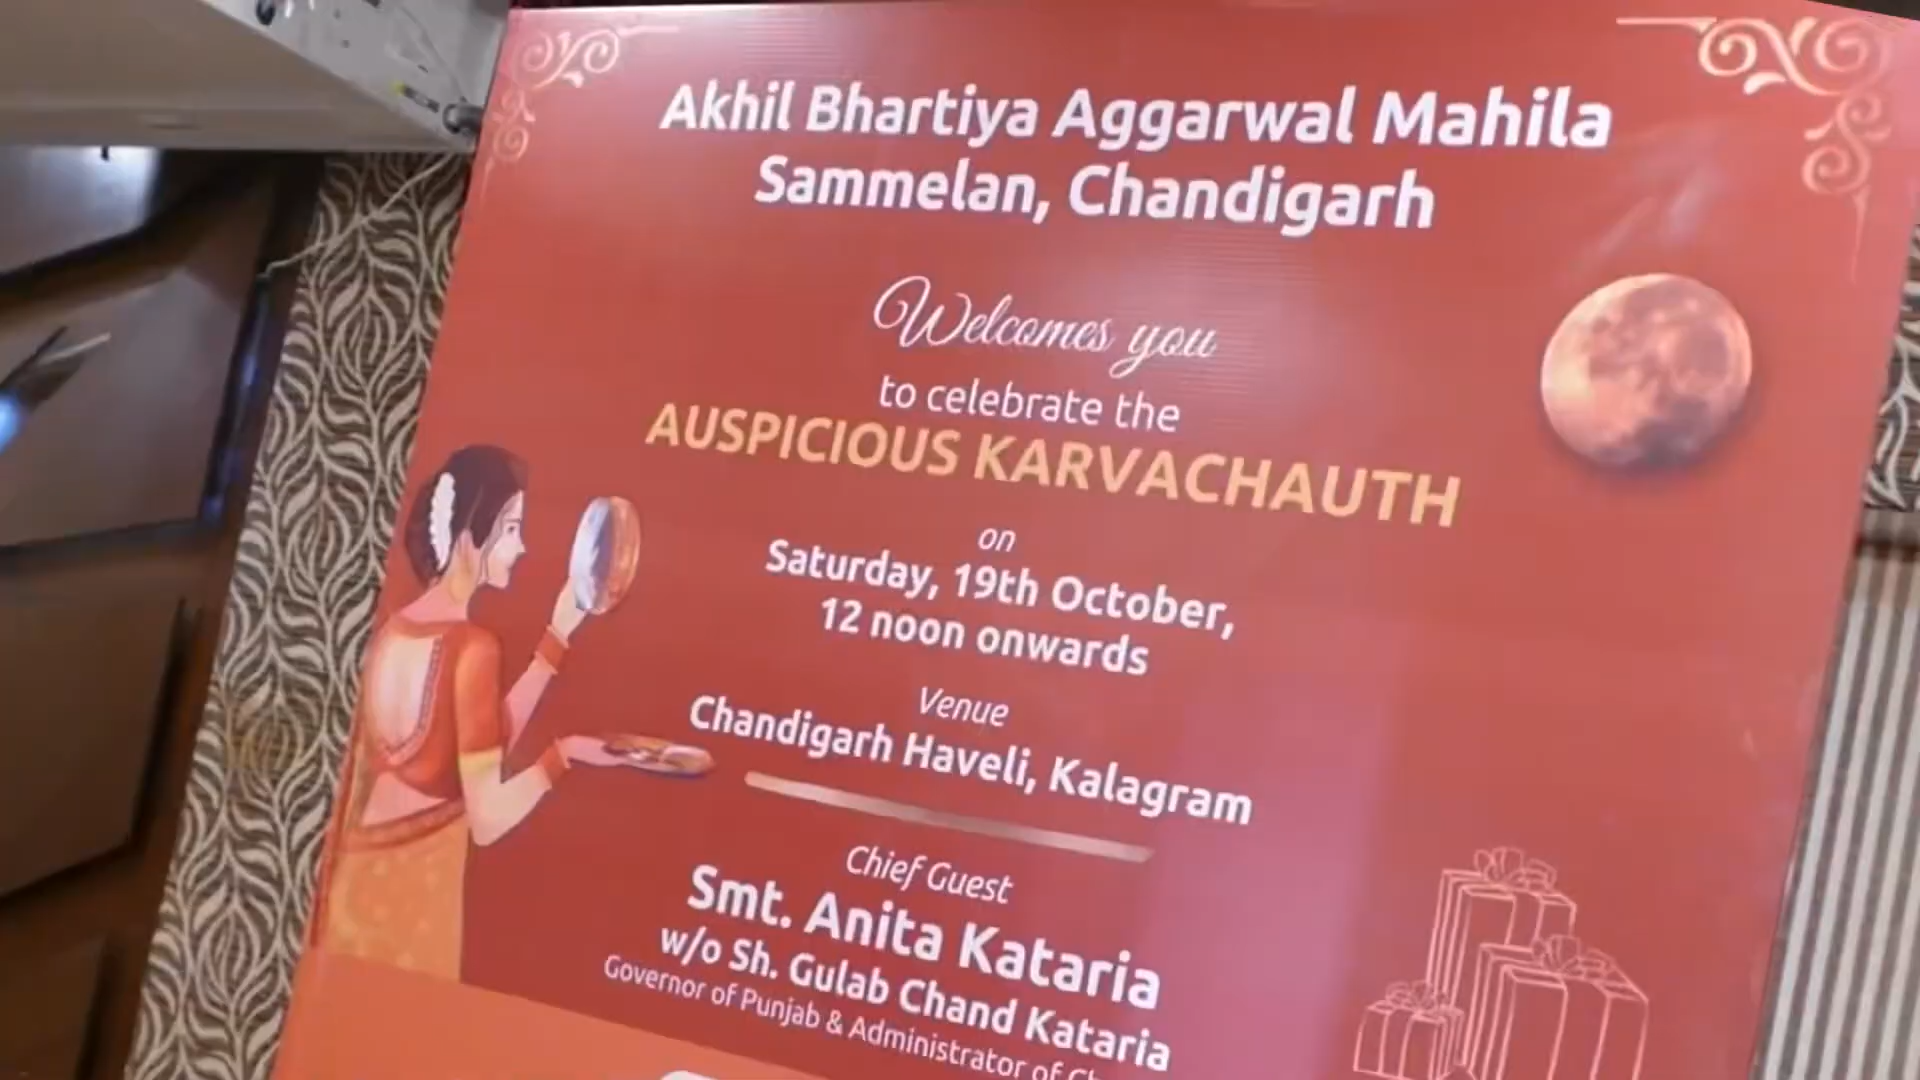 Akhil Bhartiya Aggarwal Mahila
Sammelan, Chandigarh
Welcomes you
to celebrate the
AUSPICIOUS KARVACHAUTH
on
Saturday, 19th October,
12 noon onwards
Venue
Chandigarh Haveli, Kalagram
Chief Guest
Smt. Anita Kataria
w/o Sh. Gulab Chand Kataria
Governor of Punjab & Administrator of